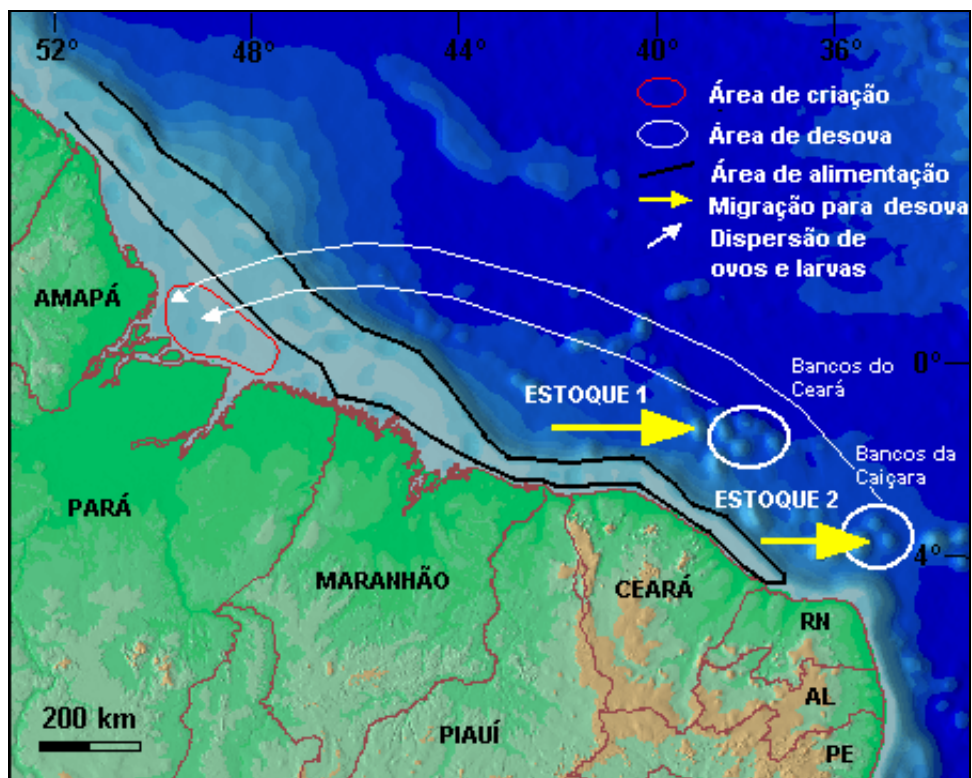 52° 48° 44° 40° 36°
Área de criação
Área de desova
Área de alimentação
Migração para desova
Dispersão de
ovos e larvas
AMAPÁ
0°
Bancos do
Ceará
ESTOQUE 1
Bancos da
Caiçara
ESTOQUE 2
PARÁ
4°
MARANHÃO
CEARÁ
RN
AL
200 km
PIAUÍ
PE